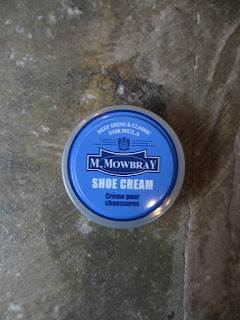 DEEP SHINE & CLASSIC
FORMULA
M. MOWBRAY
SHOE CREAM
Crème pour
chaussures